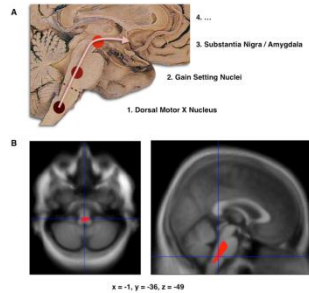 A
4. ...
3. Substantia Nigra / Amygdala
2. Gain Setting Nuclei
1. Dorsal Motor X Nucleus
B
x = -1, y = -36, z = -49